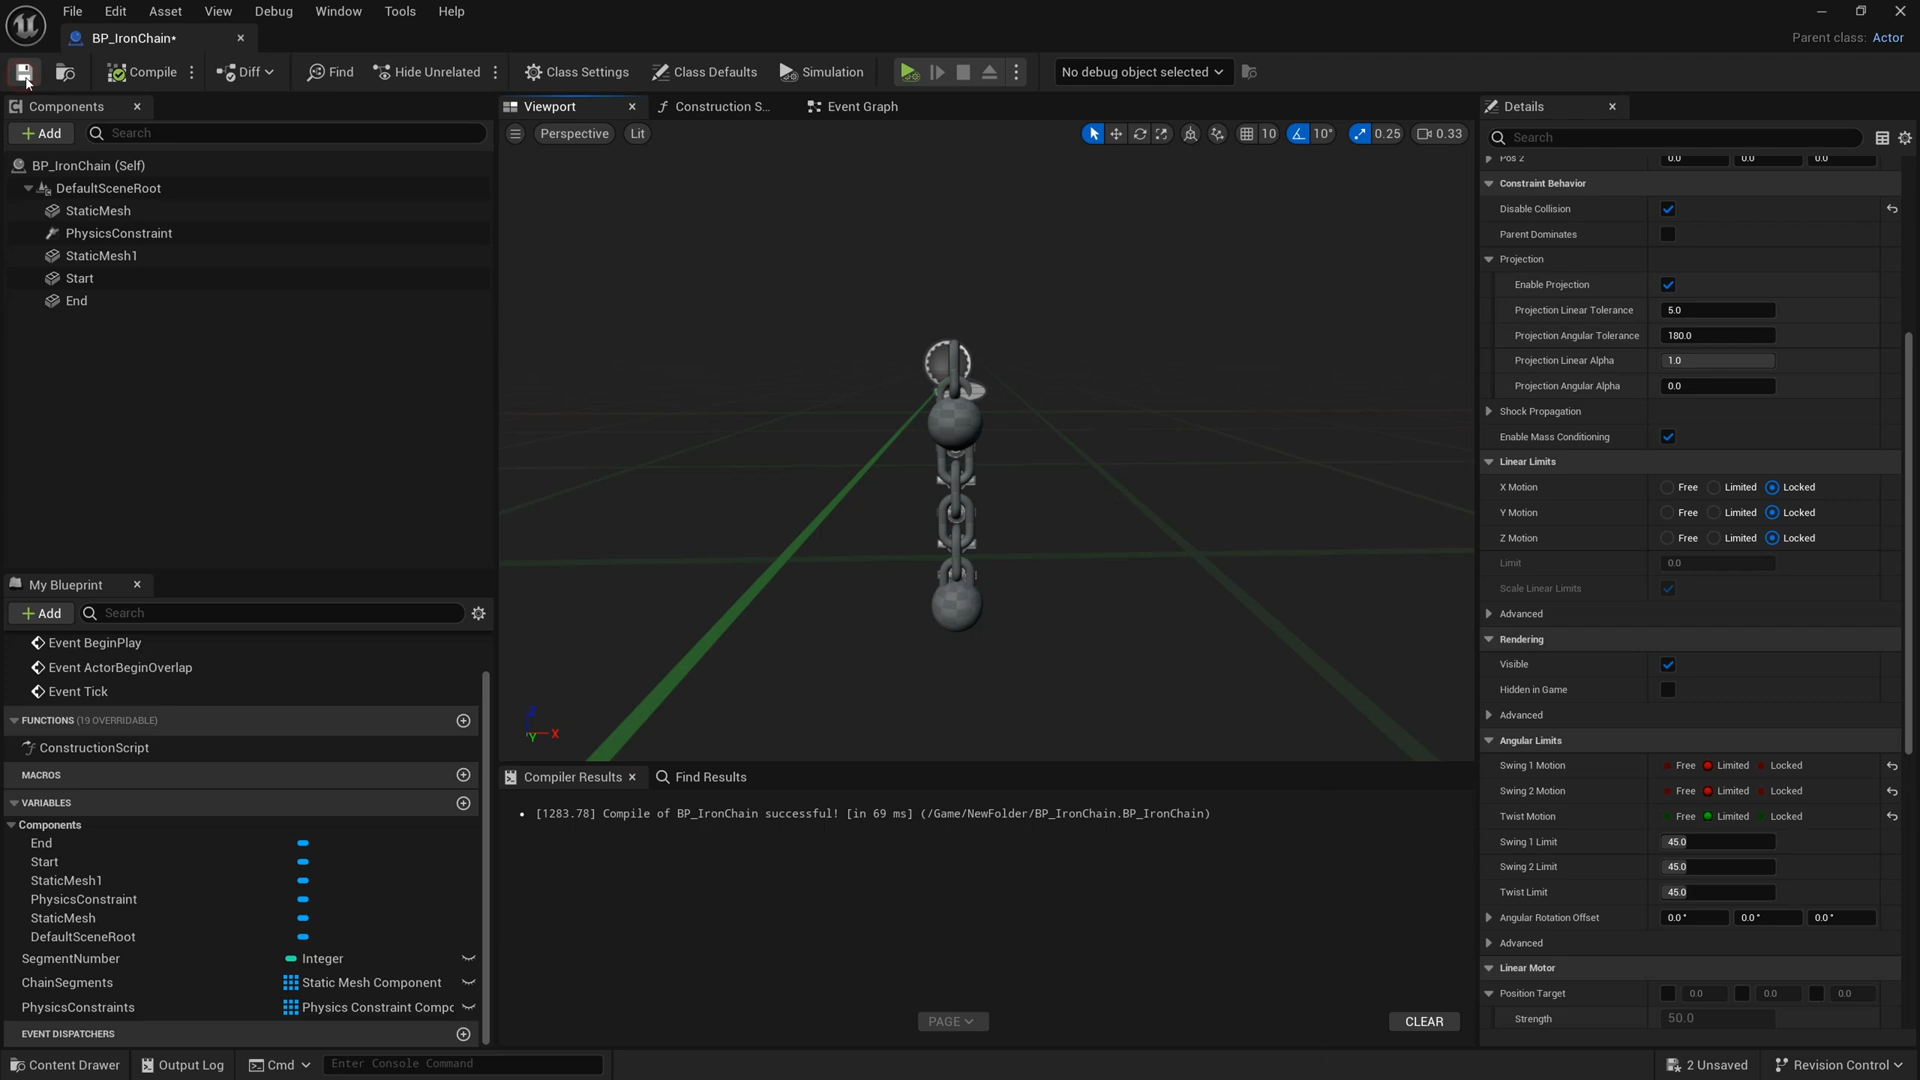 File Edit Asset View Debug Window Tools Help
BP_IronChain*
Parent class: Actor
Compile Diff Find Hide Unrelated Class Settings Class Defaults Simulation No debug object selected
Components
Viewport Construction S... Event Graph
Details
Add Search
Perspective Lit 10 10° 0.25 0.33
Search
BP_IronChain (Self)
DefaultSceneRoot
StaticMesh
PhysicsConstraint
StaticMesh1
Start
End
Pos 2 0.0 0.0 0.0
Constraint Behavior
Disable Collision
Parent Dominates
Projection
Enable Projection
Projection Linear Tolerance 5.0
Projection Angular Tolerance 180.0
Projection Linear Alpha 1.0
Projection Angular Alpha 0.0
Shock Propagation
Enable Mass Conditioning
Linear Limits
X Motion Free Limited Locked
Y Motion Free Limited Locked
Z Motion Free Limited Locked
Limit 0.0
Scale Linear Limits
Advanced
Rendering
Visible
Hidden in Game
Advanced
Angular Limits
Swing 1 Motion Free Limited Locked
Swing 2 Motion Free Limited Locked
Twist Motion Free Limited Locked
Swing 1 Limit 45.0
Swing 2 Limit 45.0
Twist Limit 45.0
Angular Rotation Offset 0.0° 0.0° 0.0°
Advanced
Linear Motor
Position Target 0.0 0.0 0.0
Strength 50.0
My Blueprint
Add Search
Event BeginPlay
Event ActorBeginOverlap
Event Tick
FUNCTIONS (19 OVERRIDABLE)
ConstructionScript
MACROS
VARIABLES
Components
End
Start
StaticMesh1
PhysicsConstraint
StaticMesh
DefaultSceneRoot
SegmentNumber Integer
ChainSegments Static Mesh Component
PhysicsConstraints Physics Constraint Compc
EVENT DISPATCHERS
Z
X
Y
Compiler Results Find Results
[1283.78] Compile of BP_IronChain successful! [in 69 ms] (/Game/NewFolder/BP_IronChain.BP_IronChain)
PAGE CLEAR
Content Drawer Output Log Cmd Enter Console Command 2 Unsaved Revision Control